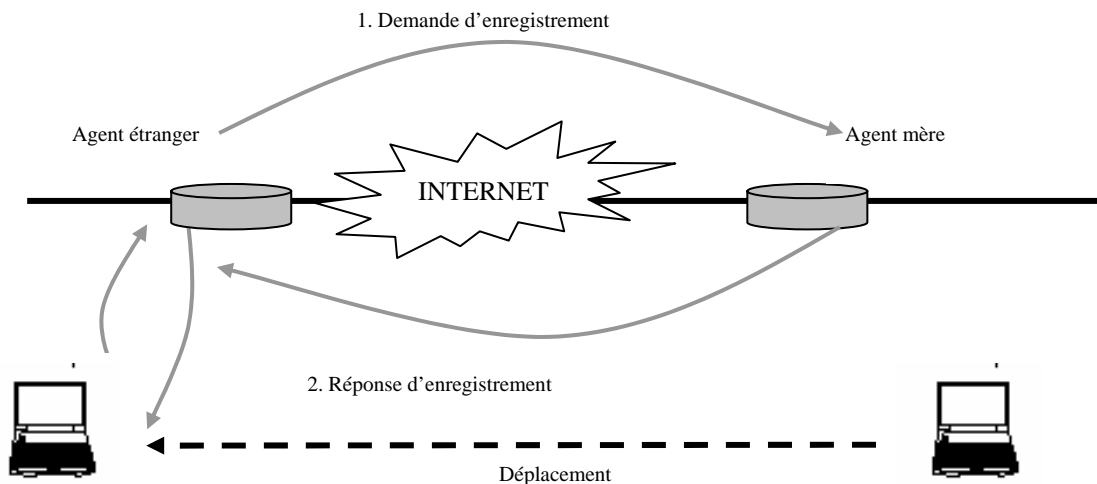 1. Demande d’enregistrement
Agent étranger
Agent mère
INTERNET
2. Réponse d’enregistrement
Déplacement